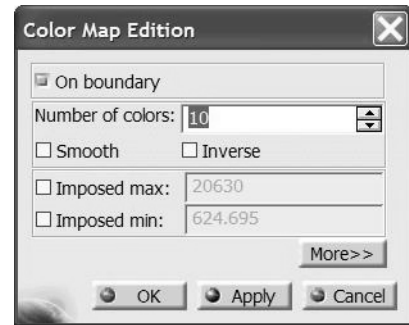 Color Map Edition
On boundary
Number of colors: 10
Smooth Inverse
Imposed max: 20630
Imposed min: 624.695
More>>
OK Apply Cancel